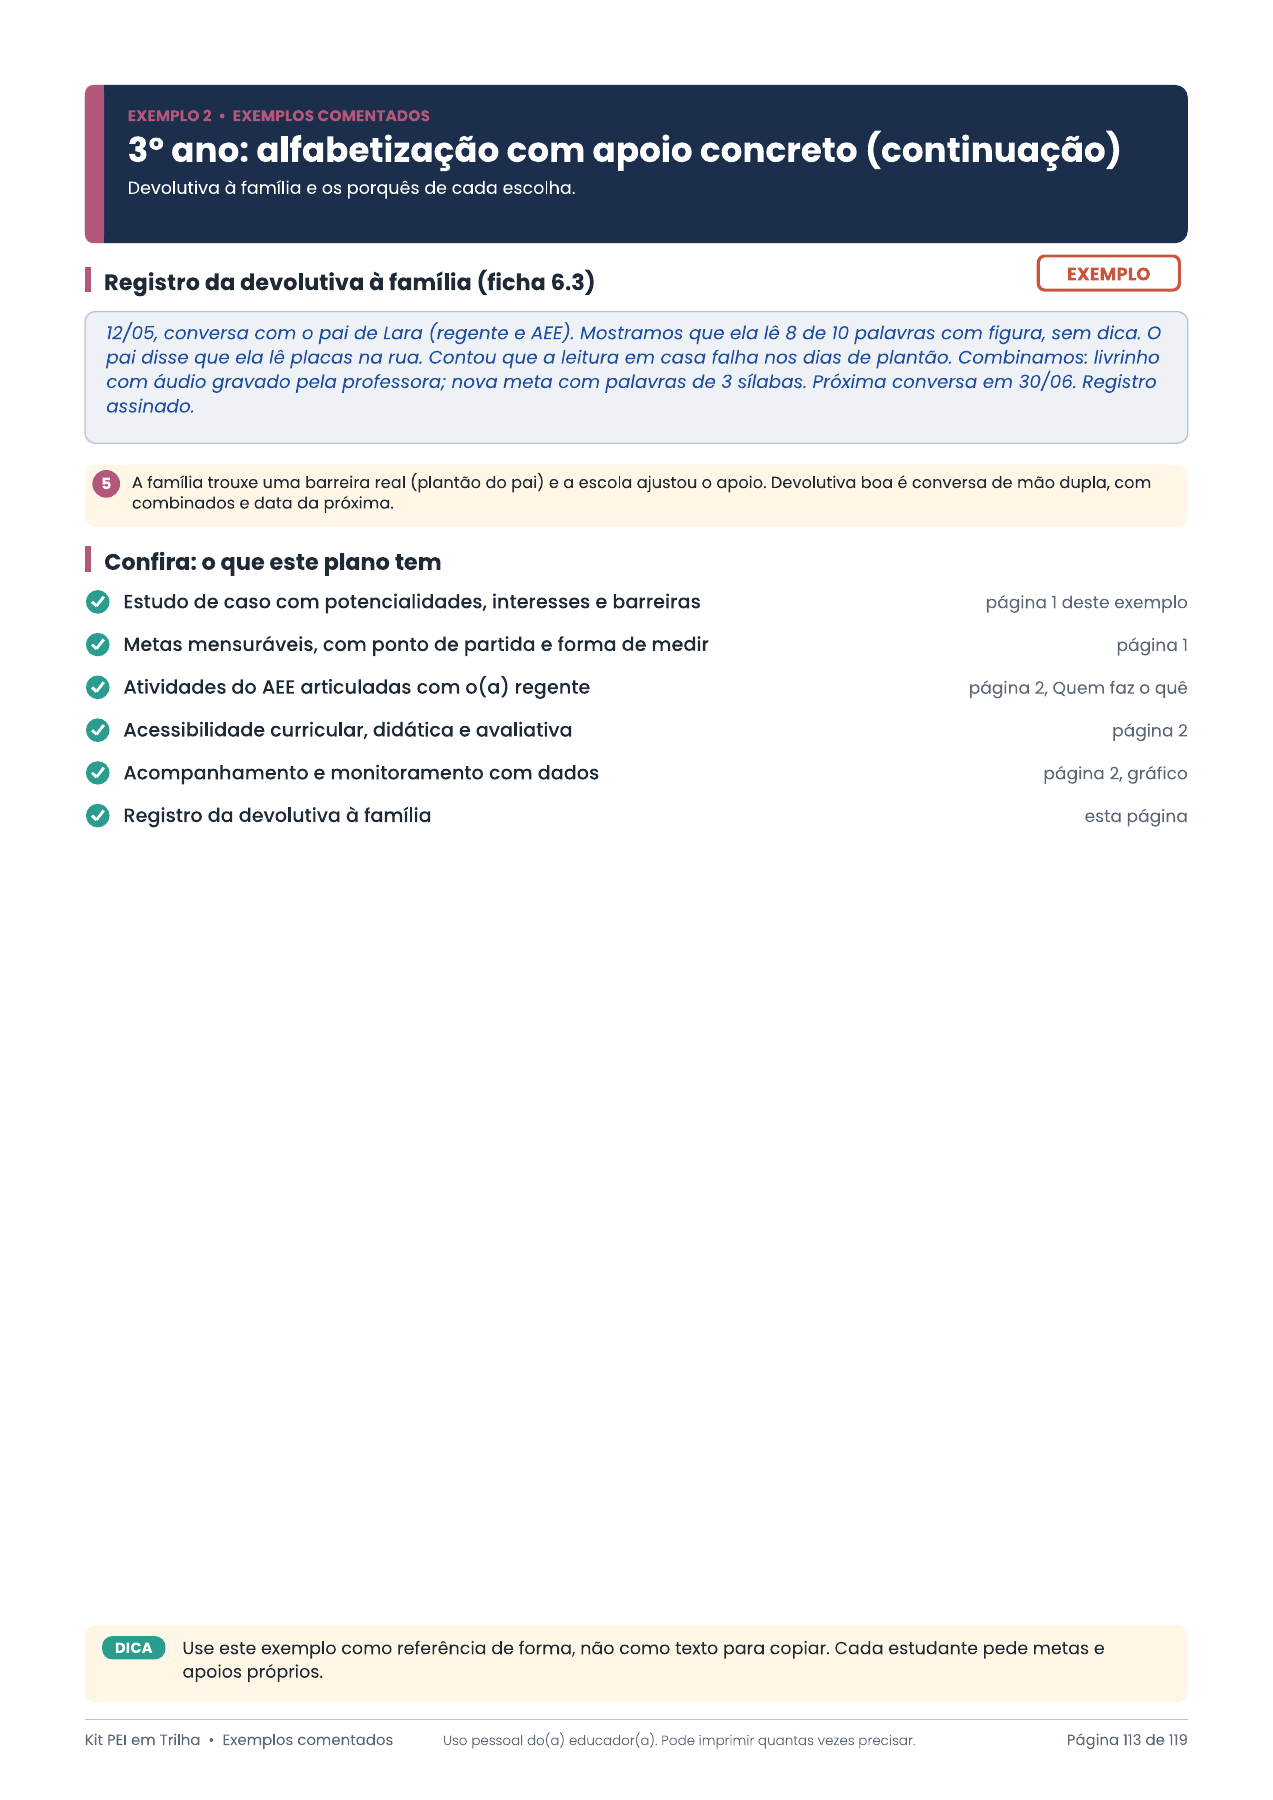 EXEMPLO 2 • EXEMPLOS COMENTADOS
3º ano: alfabetização com apoio concreto (continuação)
Devolutiva à família e os porquês de cada escolha.
Registro da devolutiva à família (ficha 6.3)
EXEMPLO
12/05, conversa com o pai de Lara (regente e AEE). Mostramos que ela lê 8 de 10 palavras com figura, sem dica. O
pai disse que ela lê placas na rua. Contou que a leitura em casa falha nos dias de plantão. Combinamos: livrinho
com áudio gravado pela professora; nova meta com palavras de 3 sílabas. Próxima conversa em 30/06. Registro
assinado.
5 A família trouxe uma barreira real (plantão do pai) e a escola ajustou o apoio. Devolutiva boa é conversa de mão dupla, com
combinados e data da próxima.
Confira: o que este plano tem
Estudo de caso com potencialidades, interesses e barreiras página 1 deste exemplo
Metas mensuráveis, com ponto de partida e forma de medir página 1
Atividades do AEE articuladas com o(a) regente página 2, Quem faz o quê
Acessibilidade curricular, didática e avaliativa página 2
Acompanhamento e monitoramento com dados página 2, gráfico
Registro da devolutiva à família esta página
DICA Use este exemplo como referência de forma, não como texto para copiar. Cada estudante pede metas e
apoios próprios.
Kit PEI em Trilha • Exemplos comentados Uso pessoal do(a) educador(a). Pode imprimir quantas vezes precisar. Página 113 de 119